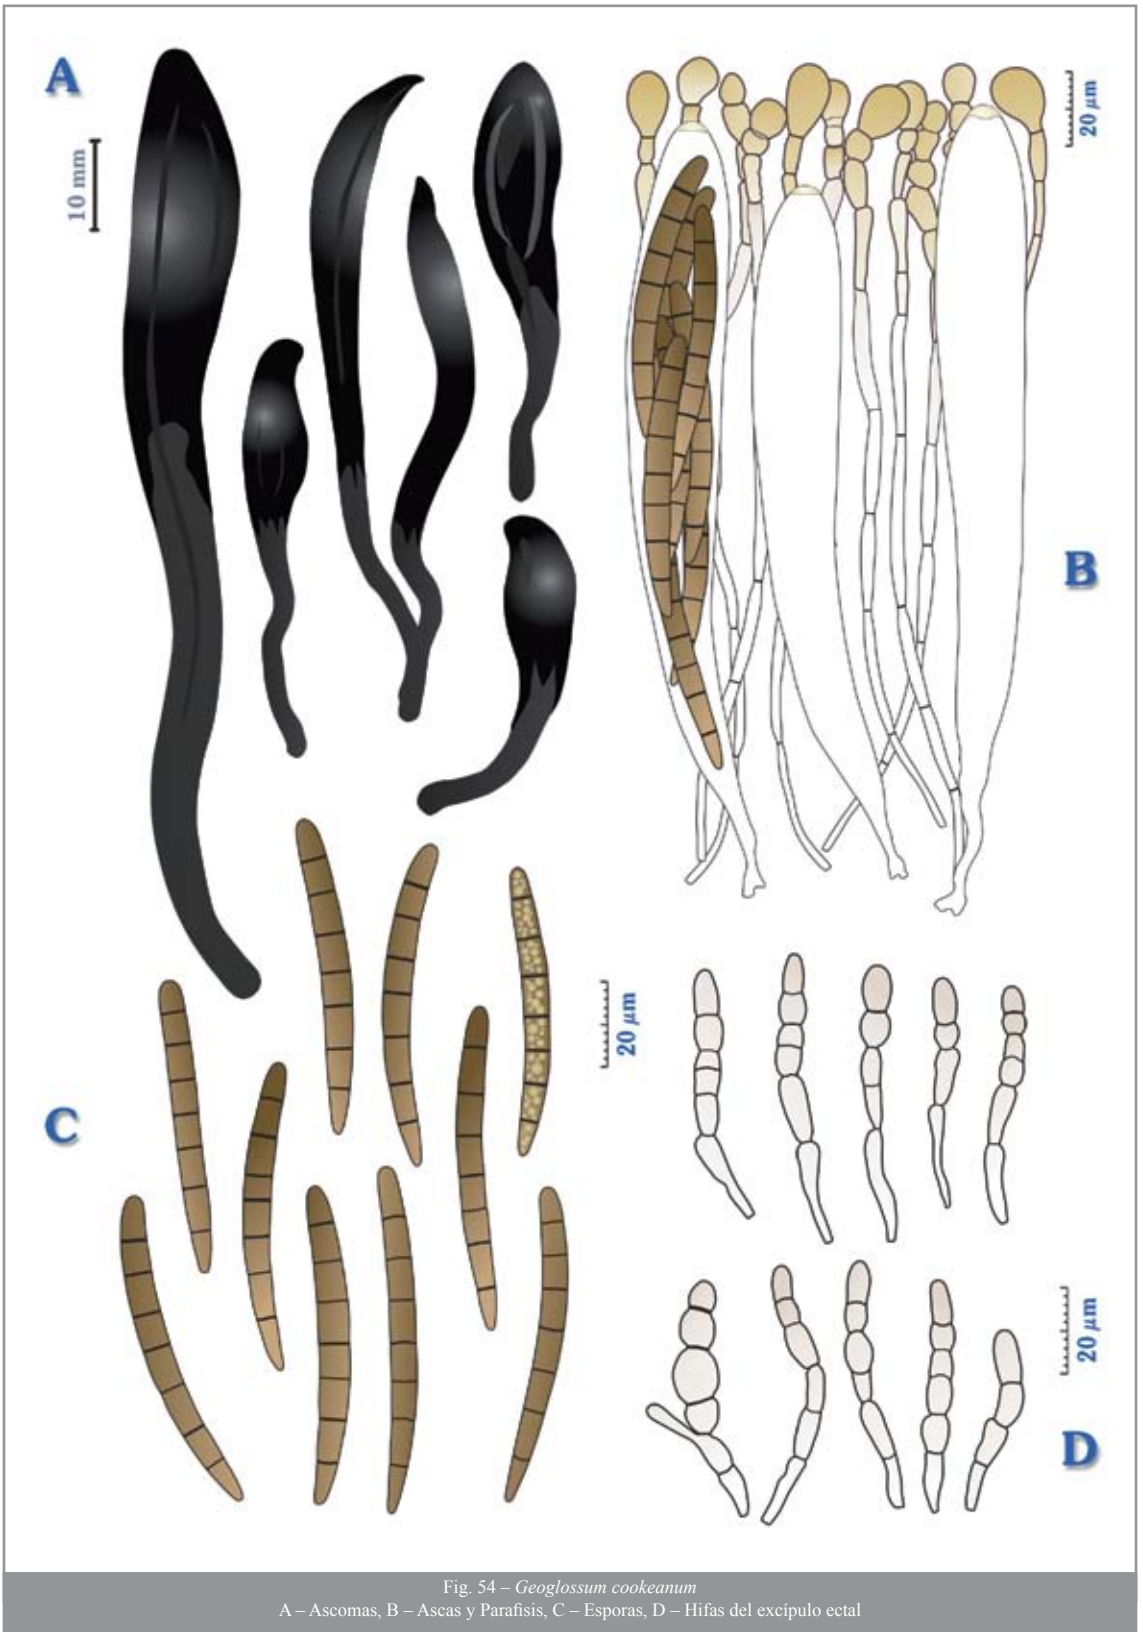 A
10 mm
20 µm
B
C
20 µm
20 µm
D
Fig. 54 – Geoglossum cookeanum
A – Ascomas, B – Ascas y Parafisis, C – Esporas, D – Hifas del excípulo ectal